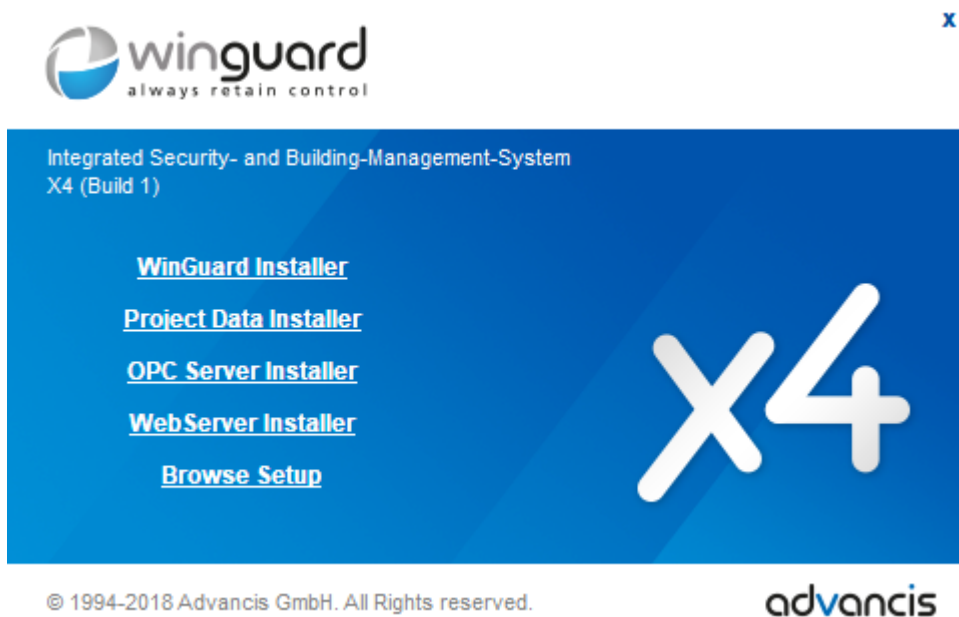 winguard
always retain control
x
Integrated Security- and Building-Management-System
X4 (Build 1)
WinGuard Installer
Project Data Installer
OPC Server Installer
WebServer Installer
Browse Setup
x4
© 1994-2018 Advancis GmbH. All Rights reserved.
advancis